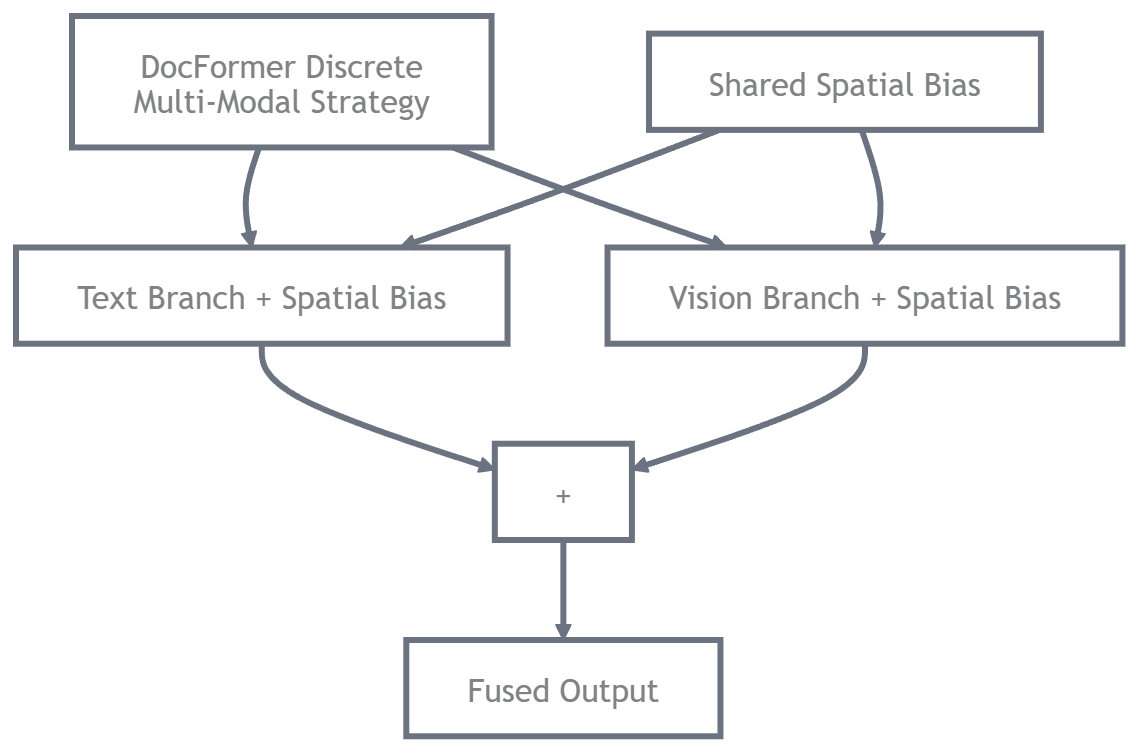 DocFormer Discrete
Multi-Modal Strategy
Shared Spatial Bias
Text Branch + Spatial Bias
Vision Branch + Spatial Bias
+
Fused Output